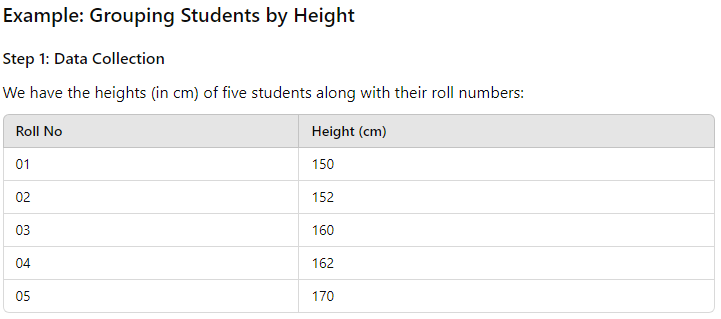 Example: Grouping Students by Height
Step 1: Data Collection
We have the heights (in cm) of five students along with their roll numbers:
Roll No Height (cm)
01 150
02 152
03 160
04 162
05 170